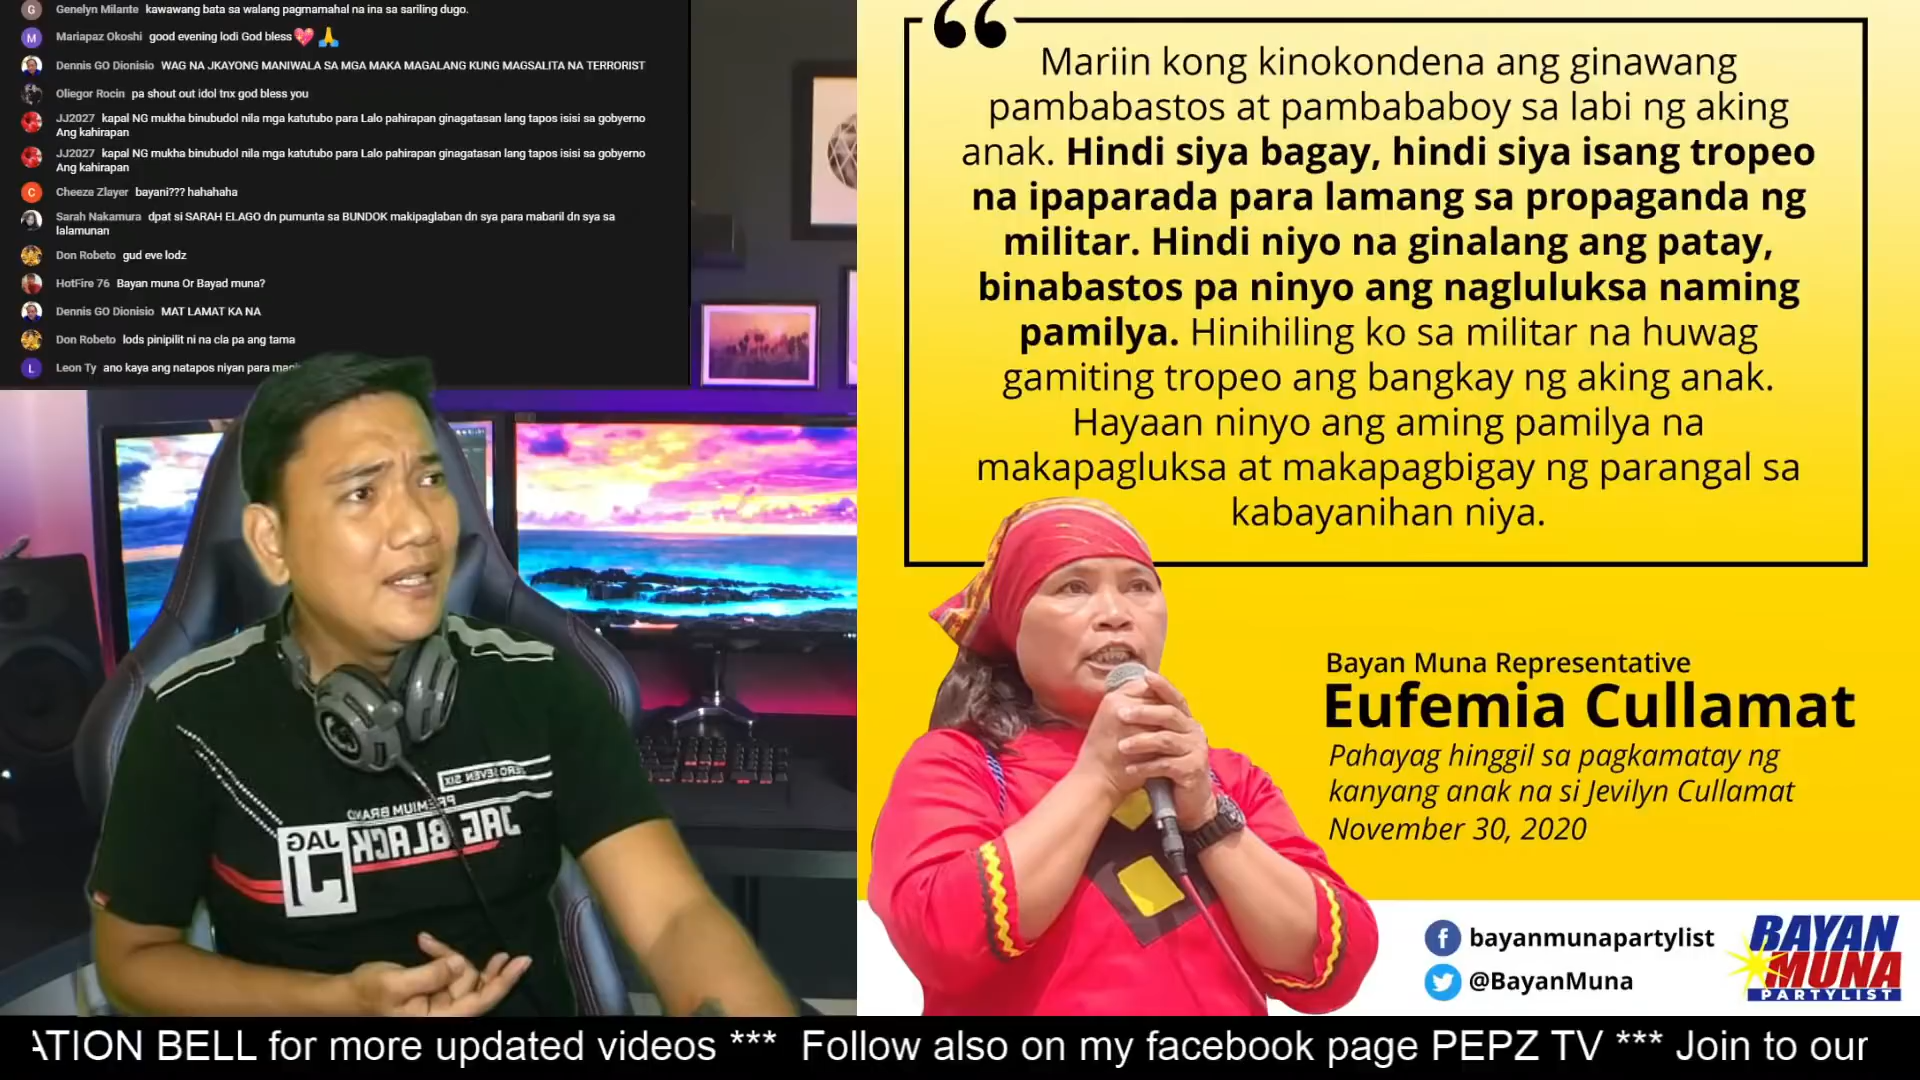 Genelyn Milante kawawang bata sa walang pagmamahal na ina sa sariling dugo.
Mariapaz Okoshi good evening lodi God bless💖🙏
Dennis GO Dionisio WAG NA JKAYONG MANIWALA SA MGA MAKA MAGALANG KUNG MAGSALITA NA TERRORIST
Oliegor Rocin pa shout out idol tnx god bless you
JJ2027 kapal NG mukha binubudol nila mga katutubo para Lalo pahirapan ginagatasan lang tapos isisi sa gobyerno
Ang kahirapan
JJ2027 kapal NG mukha binubudol nila mga katutubo para Lalo pahirapan ginagatasan lang tapos isisi sa gobyerno
Ang kahirapan
Cheeze Zlayer bayani??? hahahaha
Sarah Nakamura dpat si SARAH ELAGO dn pumunta sa BUNDOK makipaglaban dn sya para mabaril dn sya sa
lalamunan
Don Robeto gud eve lodz
HotFire 76 Bayan muna Or Bayad muna?
Dennis GO Dionisio MAT LAMAT KA NA
Don Robeto lods pinipilit ni na cla pa ang tama
Leon Ty ano kaya ang natapos niyan para
ZERO SEVEN SIX
PREMIUM BRAND
JAG BLACK
JAG
“
Mariin kong kinokondena ang ginawang
pambabastos at pambababoy sa labi ng aking
anak. Hindi siya bagay, hindi siya isang tropeo
na ipaparada para lamang sa propaganda ng
militar. Hindi niyo na ginalang ang patay,
binabastos pa ninyo ang nagluluksa naming
pamilya. Hinihiling ko sa militar na huwag
gamiting tropeo ang bangkay ng aking anak.
Hayaan ninyo ang aming pamilya na
makapagluksa at makapagbigay ng parangal sa
kabayanihan niya.
Bayan Muna Representative
Eufemia Cullamat
Pahayag hinggil sa pagkamatay ng
kanyang anak na si Jevilyn Cullamat
November 30, 2020
bayanmunapartylist
@BayanMuna
BAYAN
MUNA
PARTYLIST
ATION BELL for more updated videos *** Follow also on my facebook page PEPZ TV *** Join to our